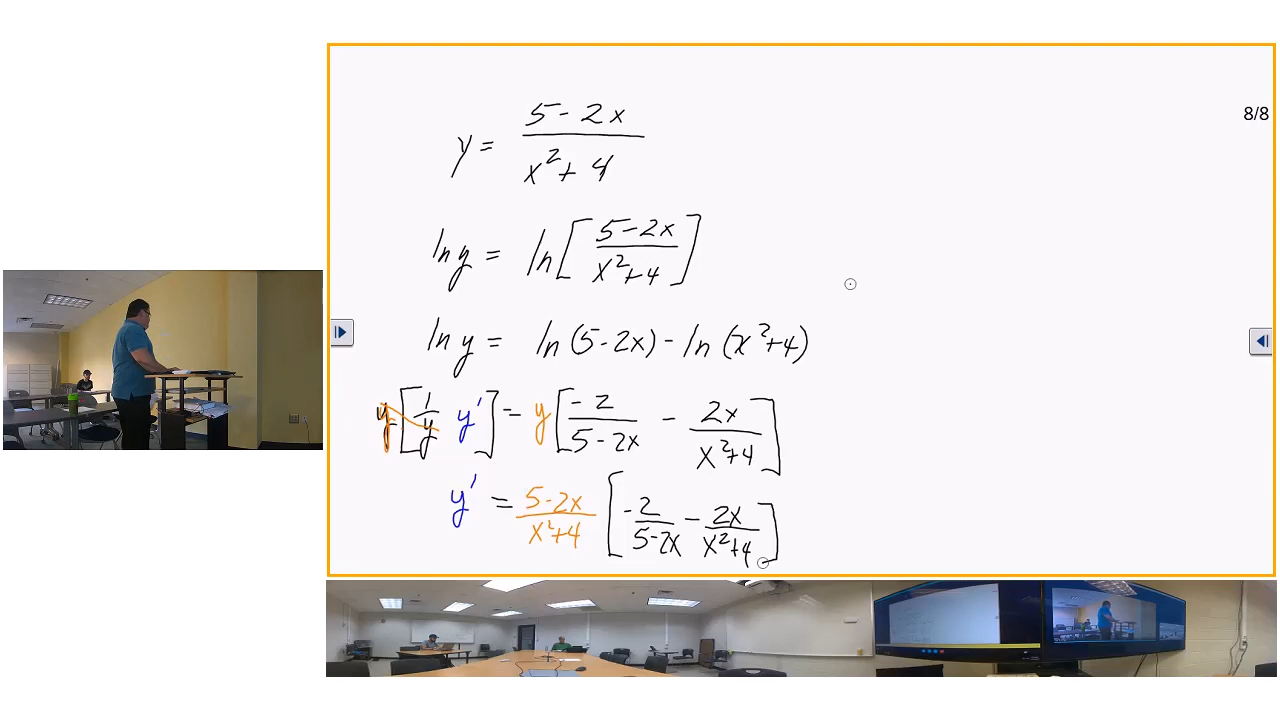 8/8
y = (5 - 2x)/(x² + 4)
ln y = ln[(5 - 2x)/(x² + 4)]
ln y = ln (5 - 2x) - ln (x² + 4)
y[1/y y'] = y[-2/(5 - 2x) - 2x/(x² + 4)]
y' = (5 - 2x)/(x² + 4) [-2/(5 - 2x) - 2x/(x² + 4)]